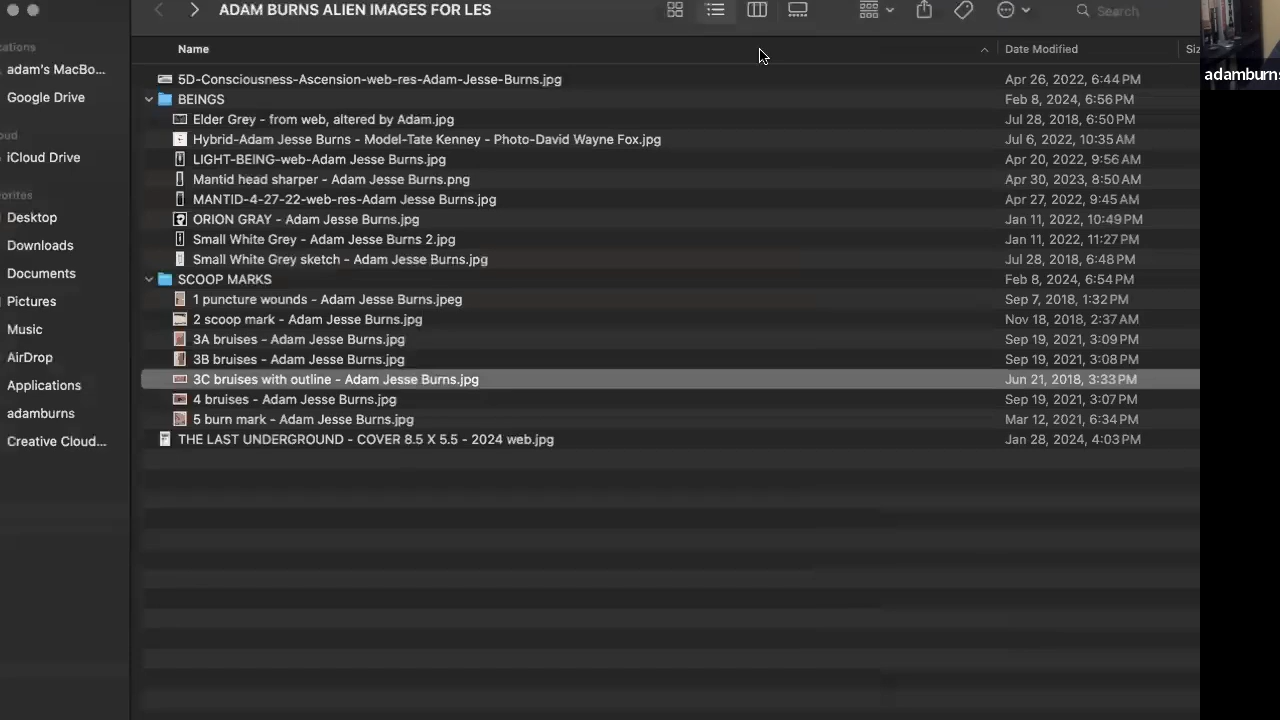 ADAM BURNS ALIEN IMAGES FOR LES
Search
cations
adam's MacBo...
Google Drive
oud
iCloud Drive
vorites
Desktop
Downloads
Documents
Pictures
Music
AirDrop
Applications
adamburns
Creative Cloud...
Name Date Modified Siz
5D-Consciousness-Ascension-web-res-Adam-Jesse-Burns.jpg Apr 26, 2022, 6:44 PM
BEINGS Feb 8, 2024, 6:56 PM
Elder Grey - from web, altered by Adam.jpg Jul 28, 2018, 6:50 PM
Hybrid-Adam Jesse Burns - Model-Tate Kenney - Photo-David Wayne Fox.jpg Jul 6, 2022, 10:35 AM
LIGHT-BEING-web-Adam Jesse Burns.jpg Apr 20, 2022, 9:56 AM
Mantid head sharper - Adam Jesse Burns.png Apr 30, 2023, 8:50 AM
MANTID-4-27-22-web-res-Adam Jesse Burns.jpg Apr 27, 2022, 9:45 AM
ORION GRAY - Adam Jesse Burns.jpg Jan 11, 2022, 10:49 PM
Small White Grey - Adam Jesse Burns 2.jpg Jan 11, 2022, 11:27 PM
Small White Grey sketch - Adam Jesse Burns.jpg Jul 28, 2018, 6:48 PM
SCOOP MARKS Feb 8, 2024, 6:54 PM
1 puncture wounds - Adam Jesse Burns.jpeg Sep 7, 2018, 1:32 PM
2 scoop mark - Adam Jesse Burns.jpg Nov 18, 2018, 2:37 AM
3A bruises - Adam Jesse Burns.jpg Sep 19, 2021, 3:09 PM
3B bruises - Adam Jesse Burns.jpg Sep 19, 2021, 3:08 PM
3C bruises with outline - Adam Jesse Burns.jpg Jun 21, 2018, 3:33 PM
4 bruises - Adam Jesse Burns.jpg Sep 19, 2021, 3:07 PM
5 burn mark - Adam Jesse Burns.jpg Mar 12, 2021, 6:34 PM
THE LAST UNDERGROUND - COVER 8.5 X 5.5 - 2024 web.jpg Jan 28, 2024, 4:03 PM
adamburns